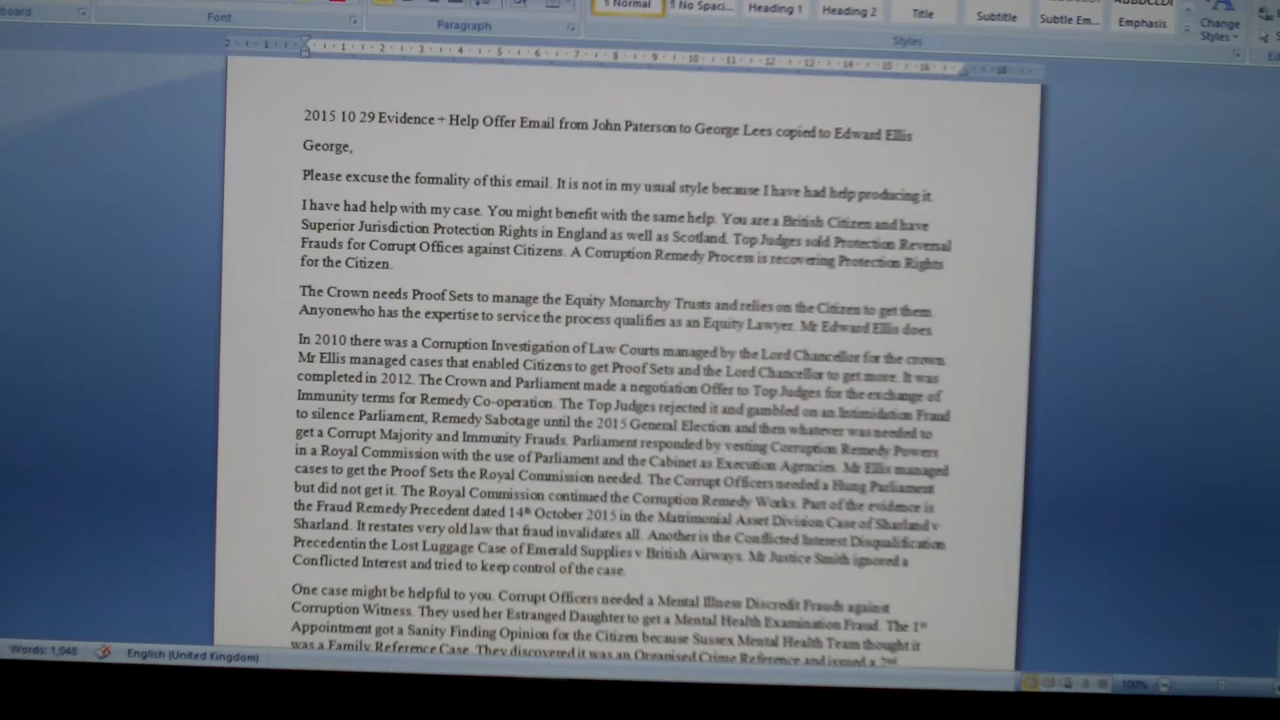 board
Font
Paragraph
Styles
¶ Normal
¶ No Spaci...
Heading 1
Heading 2
Title
Subtitle
Subtle Em...
Emphasis
Change
Styles
2 1 1 2 3 4 5 6 7 8 9 10 11 12 13 14 15 16 18
2015 10 29 Evidence + Help Offer Email from John Paterson to George Lees copied to Edward Ellis
George,
Please excuse the formality of this email. It is not in my usual style because I have had help producing it.
I have had help with my case. You might benefit with the same help. You are a British Citizen and have
Superior Jurisdiction Protection Rights in England as well as Scotland. Top Judges sold Protection Reversal
Frauds for Corrupt Offices against Citizens. A Corruption Remedy Process is recovering Protection Rights
for the Citizen.
The Crown needs Proof Sets to manage the Equity Monarchy Trusts and relies on the Citizen to get them.
Anyonewho has the expertise to service the process qualifies as an Equity Lawyer. Mr Edward Ellis does.
In 2010 there was a Corruption Investigation of Law Courts managed by the Lord Chancellor for the crown.
Mr Ellis managed cases that enabled Citizens to get Proof Sets and the Lord Chancellor to get more. It was
completed in 2012. The Crown and Parliament made a negotiation Offer to Top Judges for the exchange of
Immunity terms for Remedy Co-operation. The Top Judges rejected it and gambled on an Intimidation Fraud
to silence Parliament, Remedy Sabotage until the 2015 General Election and then whatever was needed to
get a Corrupt Majority and Immunity Frauds. Parliament responded by vesting Corruption Remedy Powers
in a Royal Commission with the use of Parliament and the Cabinet as Execution Agencies. Mr Ellis managed
cases to get the Proof Sets the Royal Commission needed. The Corrupt Officers needed a Hung Parliament
but did not get it. The Royal Commission continued the Corruption Remedy Works. Part of the evidence is
the Fraud Remedy Precedent dated 14th October 2015 in the Matrimonial Asset Division Case of Sharland v
Sharland. It restates very old law that fraud invalidates all. Another is the Conflicted Interest Disqualification
Precedentin the Lost Luggage Case of Emerald Supplies v British Airways. Mr Justice Smith ignored a
Conflicted Interest and tried to keep control of the case.
One case might be helpful to you. Corrupt Officers needed a Mental Illness Discredit Frauds against
Corruption Witness. They used her Estranged Daughter to get a Mental Health Examination Fraud. The 1st
Appointment got a Sanity Finding Opinion for the Citizen because Sussex Mental Health Team thought it
was a Family Reference Case. They discovered it was an Organised Crime Reference and issued a 2nd
Words: 1,048
English (United Kingdom)
100%